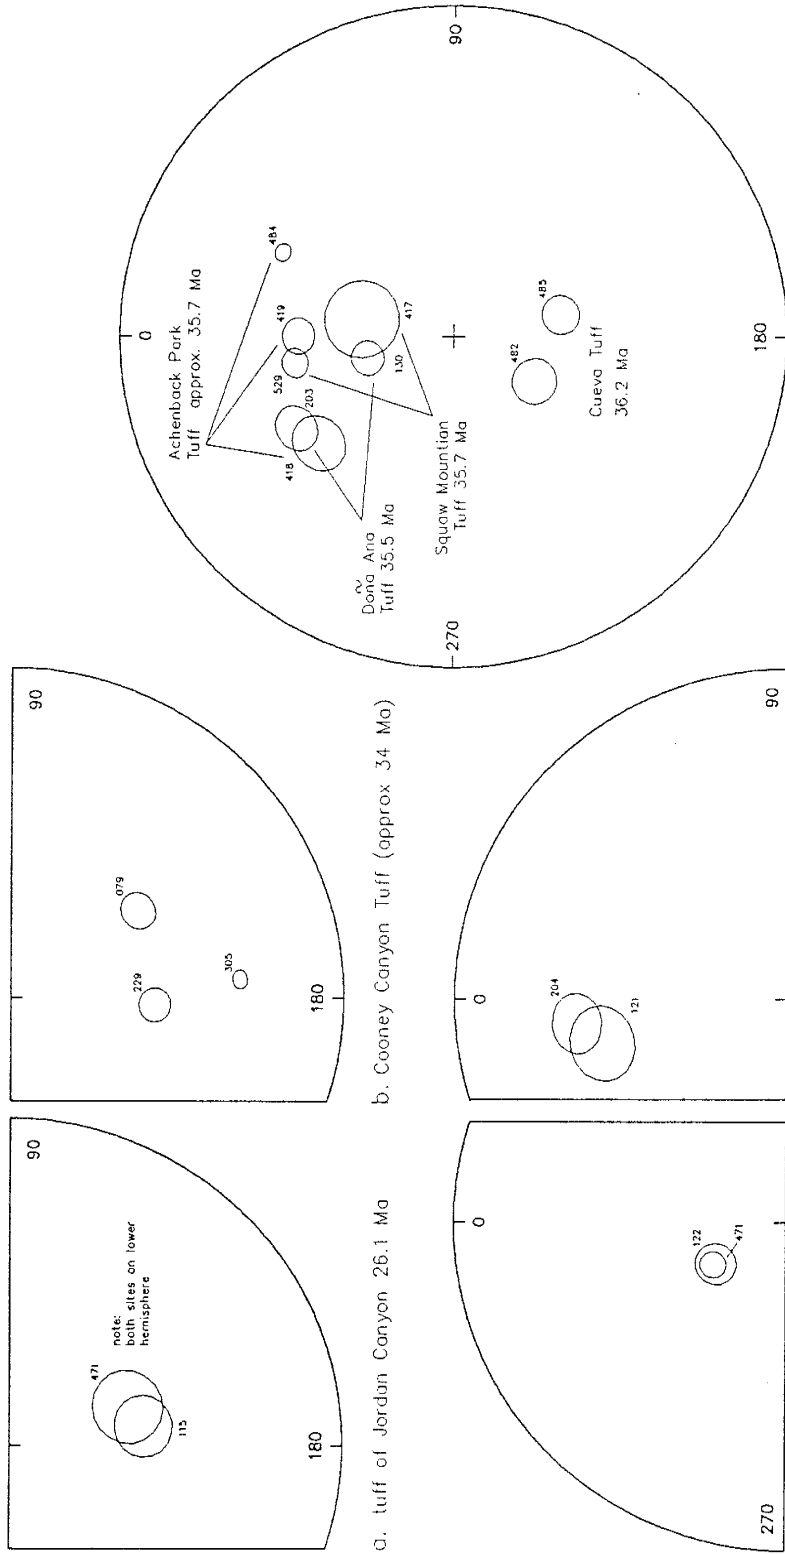 90
471
115
note:
both sites on lower
hemisphere
180
a. tuff of Jordan Canyon 26.1 Ma
90
079
229
305
180
b. Cooney Canyon Tuff (approx 34 Ma)
0
122
471
270
0
204
121
90
0
Achenback Park
Tuff approx. 35.7 Ma
484
419
529
203
418
417
130
90
Doña Ana
Tuff 35.5 Ma
Squaw Mountian
Tuff 35.7 Ma
270
482
485
Cueva Tuff
36.2 Ma
180